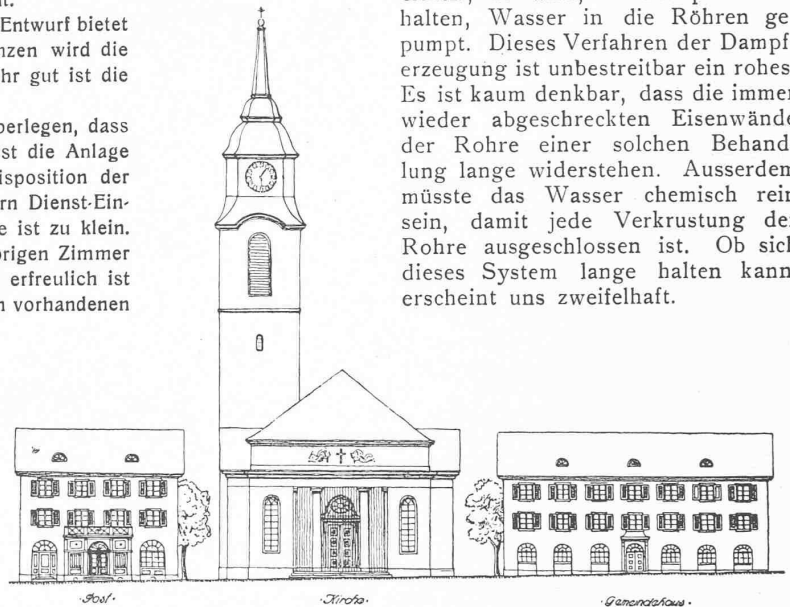 Entwurf bietet
nzen wird die
hr gut ist die
berlegen, dass
st die Anlage
isposition der
rn Dienst-Ein-
e ist zu klein.
rigen Zimmer
erfreulich ist
n vorhandenen
halten, Wasser in die Röhren ge
pumpt. Dieses Verfahren der Dampf
erzeugung ist unbestreitbar ein rohes
Es ist kaum denkbar, dass die immer
wieder abgeschreckten Eisenwände
der Rohre einer solchen Behand
lung lange widerstehen. Ausserdem
müsste das Wasser chemisch rein
sein, damit jede Verkrustung der
Rohre ausgeschlossen ist. Ob sich
dieses System lange halten kann
erscheint uns zweifelhaft.
·Post·
·Kirche·
·Gemeindehaus·